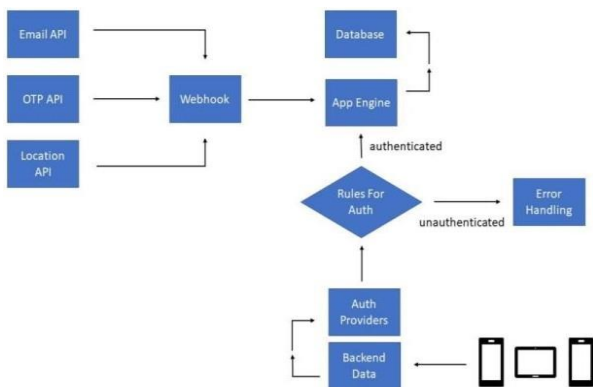 Email API
Database
OTP API
Webhook
App Engine
Location
API
authenticated
Rules For
Auth
Error
Handling
unauthenticated
Auth
Providers
Backend
Data